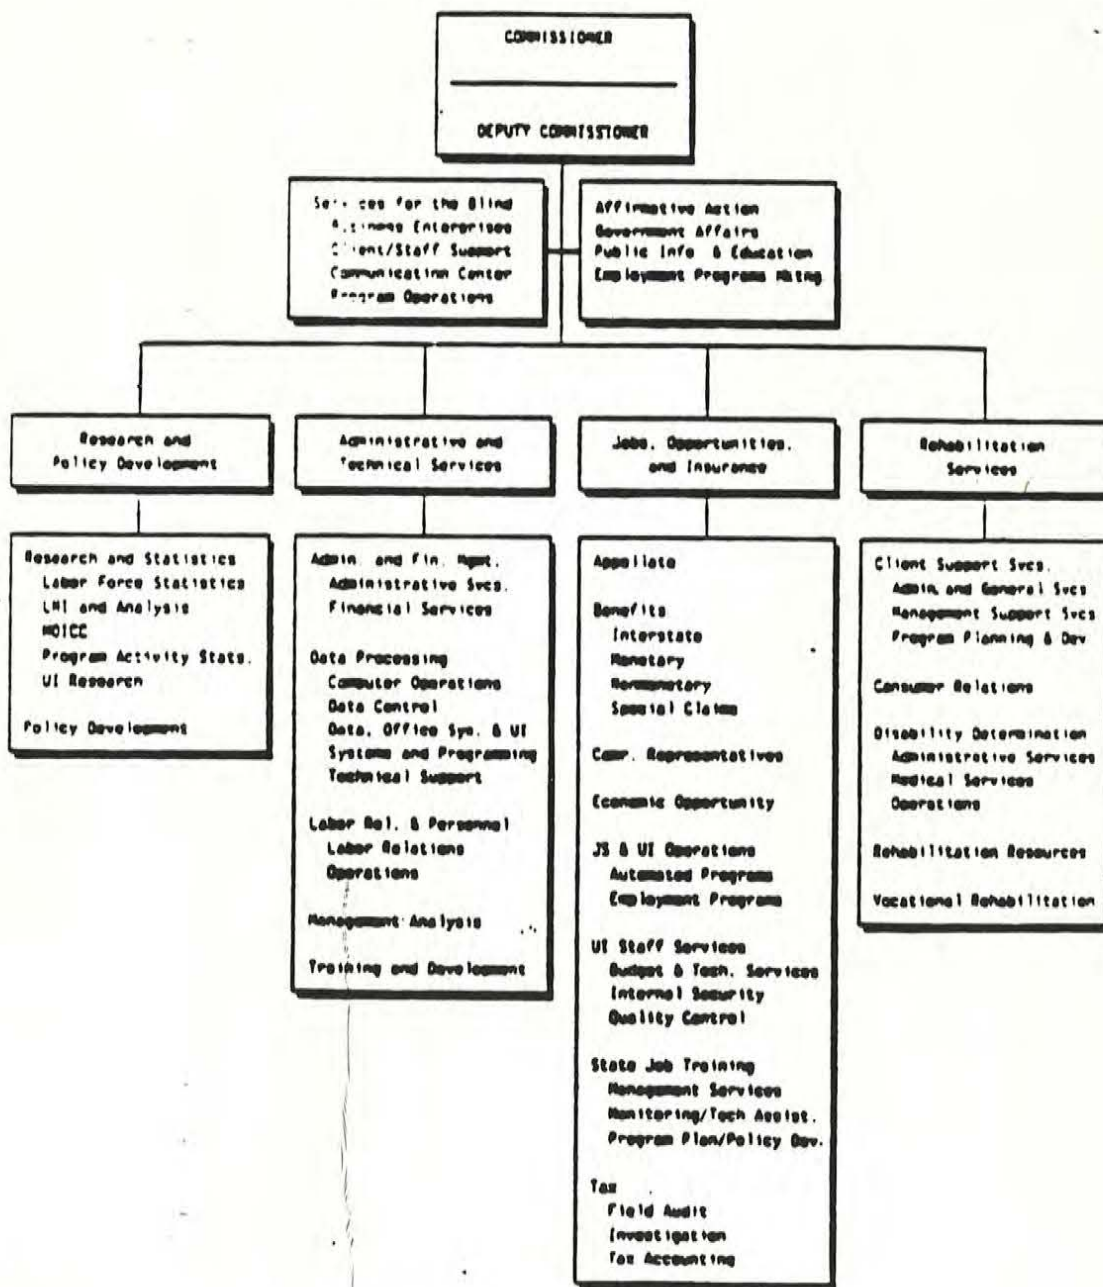 COMMISSIONER
DEPUTY COMMISSIONER
Services for the Blind
Business Enterprises
Client/Staff Support
Communication Center
Program Operations
Affirmative Action
Government Affairs
Public Info & Education
Employment Programs Mktng
Research and
Policy Development
Administrative and
Technical Services
Jobs, Opportunities,
and Insurance
Rehabilitation
Services
Research and Statistics
Labor Force Statistics
LMI and Analysis
MOICC
Program Activity Stats.
UI Research
Policy Development
Admin. and Fin. Mgmt.
Administrative Svcs.
Financial Services
Data Processing
Computer Operations
Data Control
Data, Office Sys. & UI
Systems and Programming
Technical Support
Labor Rel. & Personnel
Labor Relations
Operations
Management Analysis
Training and Development
Appellate
Benefits
Interstate
Monetary
Nonmonetary
Special Claims
Comr. Representatives
Economic Opportunity
JS & UI Operations
Automated Programs
Employment Programs
UI Staff Services
Budget & Tech. Services
Internal Security
Quality Control
State Job Training
Management Services
Monitoring/Tech Assist.
Program Plan/Policy Dev.
Tax
Field Audit
Investigation
Tax Accounting
Client Support Svcs.
Admin. and General Svcs
Management Support Svcs
Program Planning & Dev
Consumer Relations
Disability Determination
Administrative Services
Medical Services
Operations
Rehabilitation Resources
Vocational Rehabilitation